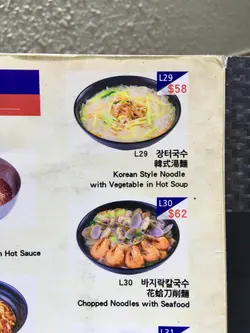 L29
$58
L29 장터국수
韓式湯麵
Korean Style Noodle
with Vegetable in Hot Soup
L30
$62
n Hot Sauce
L30 바지락칼국수
花蛤刀削麵
Chopped Noodles with Seafood
L31